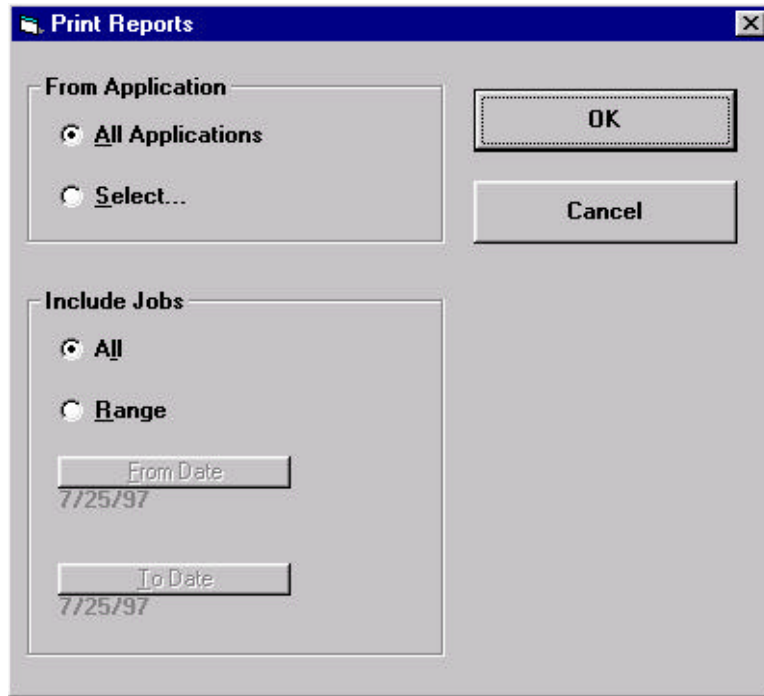 Print Reports
From Application
All Applications
Select...
OK
Cancel
Include Jobs
All
Range
From Date
7/25/97
To Date
7/25/97